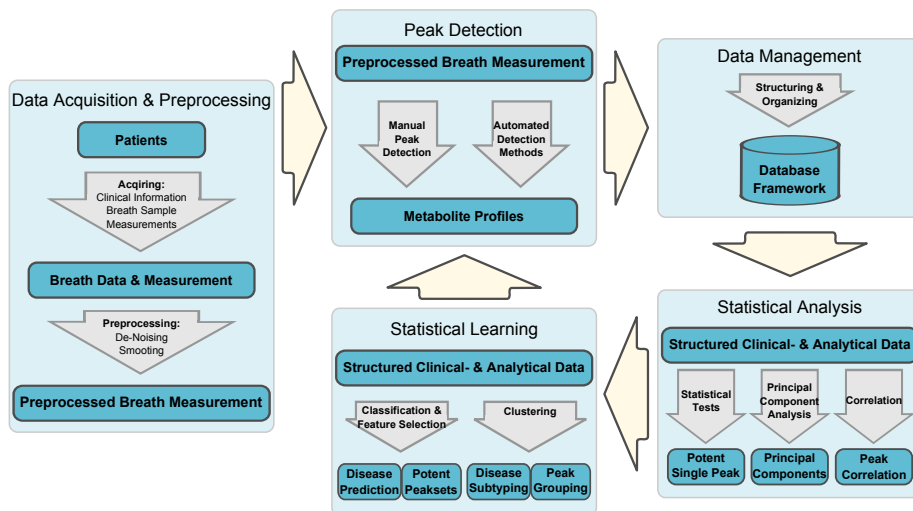 Data Acquisition & Preprocessing
Patients
Acqiring:
Clinical Information
Breath Sample
Measurements
Breath Data & Measurement
Preprocessing:
De-Noising
Smooting
Preprocessed Breath Measurement
Peak Detection
Preprocessed Breath Measurement
Manual
Peak
Detection
Automated
Detection
Methods
Metabolite Profiles
Data Management
Structuring &
Organizing
Database
Framework
Statistical Analysis
Structured Clinical- & Analytical Data
Statistical
Tests
Principal
Component
Analysis
Correlation
Potent
Single Peak
Principal
Components
Peak
Correlation
Statistical Learning
Structured Clinical- & Analytical Data
Classification &
Feature Selection
Clustering
Disease
Prediction
Potent
Peaksets
Disease
Subtyping
Peak
Grouping